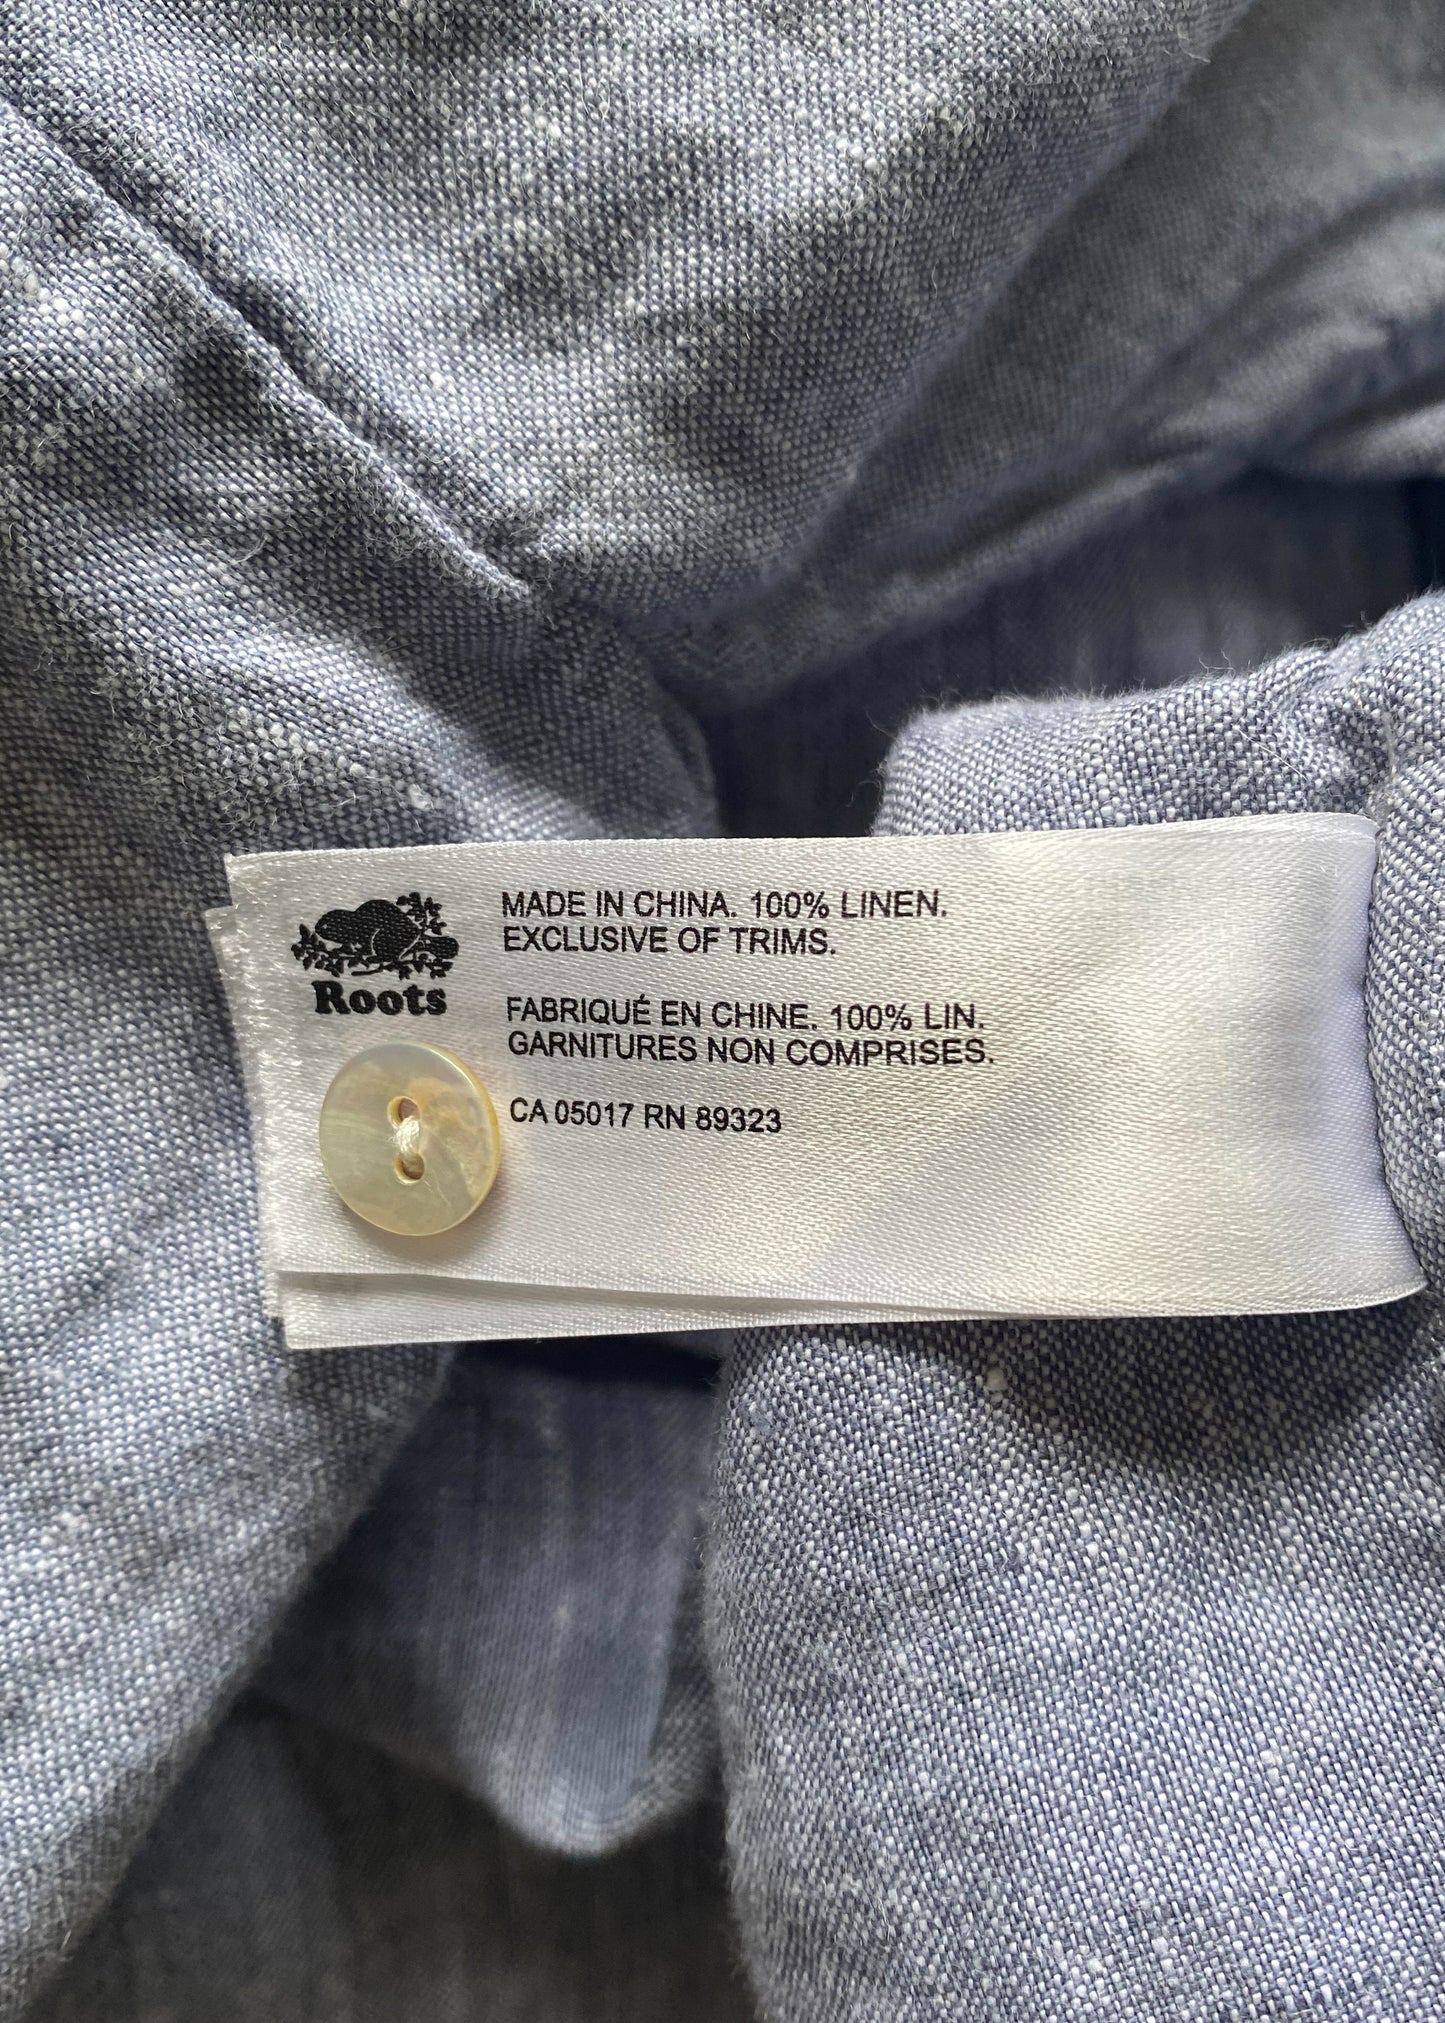 Roots
MADE IN CHINA. 100% LINEN.
EXCLUSIVE OF TRIMS.
FABRIQUÉ EN CHINE. 100% LIN.
GARNITURES NON COMPRISES.
CA 05017 RN 89323